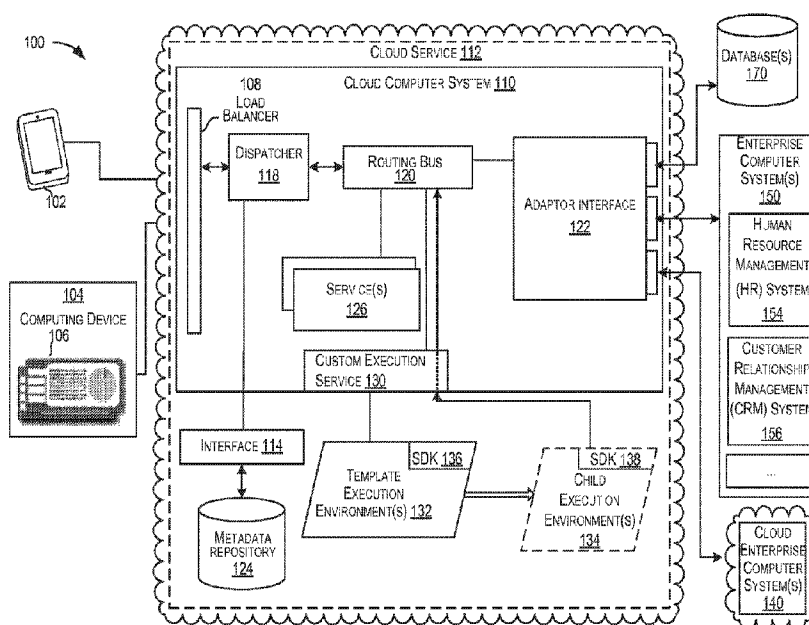 100
102
104
COMPUTING DEVICE
106
CLOUD SERVICE 112
CLOUD COMPUTER SYSTEM 110
108
LOAD
BALANCER
DISPATCHER
118
ROUTING BUS
120
ADAPTOR INTERFACE
122
SERVICE(S)
126
CUSTOM EXECUTION
SERVICE 130
INTERFACE 114
METADATA
REPOSITORY
124
SDK 136
TEMPLATE
EXECUTION
ENVIRONMENT(S) 132
SDK 138
CHILD
EXECUTION
ENVIRONMENT(S)
134
DATABASE(S)
170
ENTERPRISE
COMPUTER
SYSTEM(S)
150
HUMAN
RESOURCE
MANAGEMENT
(HR) SYSTEM
154
CUSTOMER
RELATIONSHIP
MANAGEMENT
(CRM) SYSTEM
156
...
CLOUD
ENTERPRISE
COMPUTER
SYSTEM(S)
140